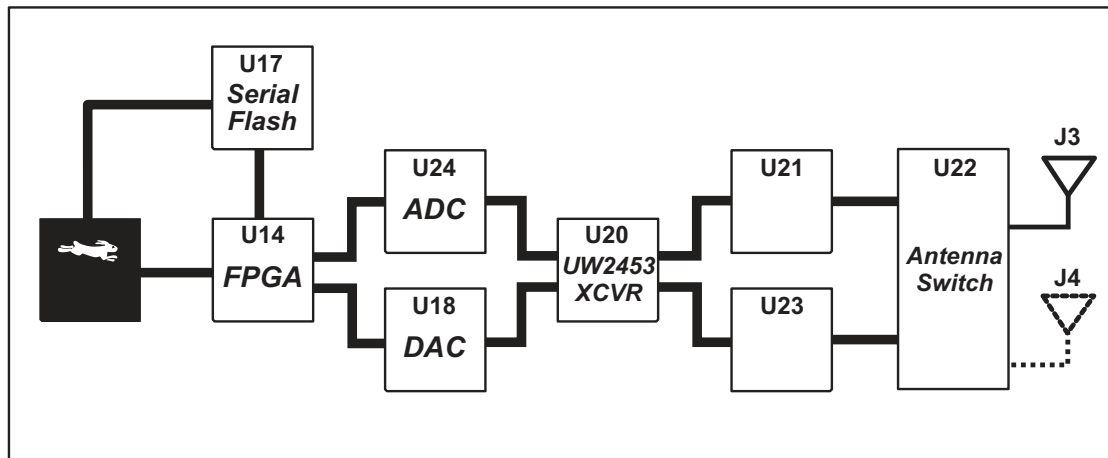 U17
Serial
Flash
U14
FPGA
U24
ADC
U18
DAC
U20
UW2453
XCVR
U21
U23
U22
Antenna
Switch
J3
J4